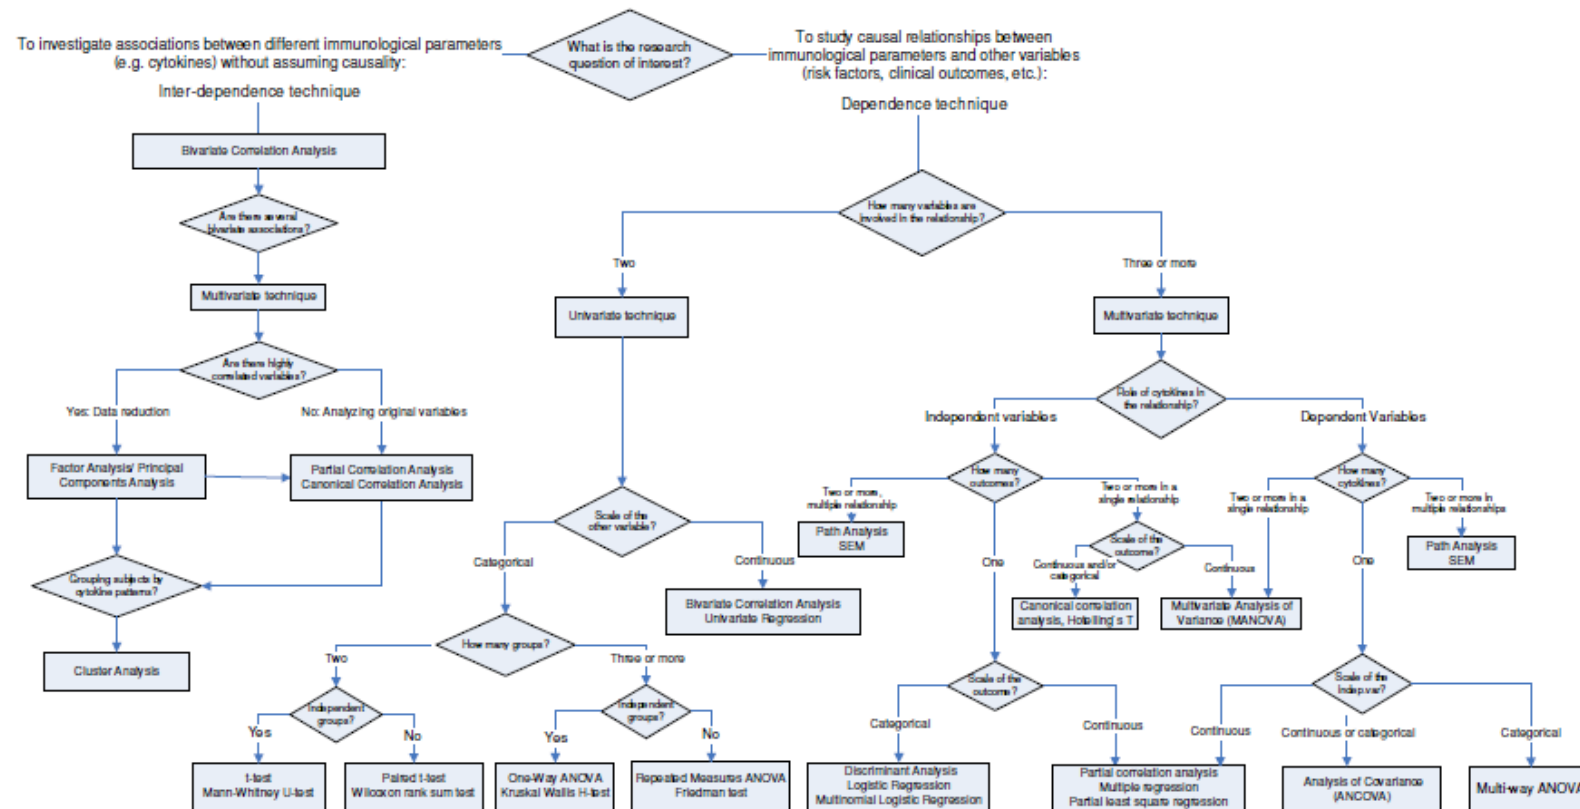 What is the research
question of interest?
To investigate associations between different immunological parameters
(e.g. cytokines) without assuming causality:
Inter-dependence technique
To study causal relationships between
immunological parameters and other variables
(risk factors, clinical outcomes, etc.):
Dependence technique
Bivariate Correlation Analysis
Are there several
bivariate associations?
Multivariate technique
Are there highly
correlated variables?
Yes: Data reduction
No: Analyzing original variables
Factor Analysis/ Principal
Components Analysis
Partial Correlation Analysis
Canonical Correlation Analysis
Grouping subjects by
cytokine patterns?
Cluster Analysis
How many variables are
involved in the relationship?
Two
Three or more
Univariate technique
Multivariate technique
Scale of the
other variable?
Categorical
Continuous
Bivariate Correlation Analysis
Univariate Regression
How many groups?
Two
Three or more
Independent
groups?
Yes
No
t-test
Mann-Whitney U-test
Paired t-test
Wilcoxon rank sum test
Independent
groups?
Yes
No
One-Way ANOVA
Kruskal Wallis H-test
Repeated Measures ANOVA
Friedman test
Role of cytokines in
the relationship?
Independent variables
Dependent Variables
How many
outcomes?
Two or more,
multiple relationship
Path Analysis
SEM
Two or more in a
single relationship
Scale of the
outcome?
Continuous and/or
categorical
Continuous
Canonical correlation
analysis, Hotelling's T
Multivariate Analysis of
Variance (MANOVA)
One
Scale of the
outcome?
Categorical
Continuous
Discriminant Analysis
Logistic Regression
Multinomial Logistic Regression
Partial correlation analysis
Multiple regression
Partial least square regression
How many
cytokines?
Two or more in a
single relationship
Two or more in
multiple relationships
Path Analysis
SEM
One
Scale of the
Indep.var?
Continuous
Continuous or categorical
Categorical
Analysis of Covariance
(ANCOVA)
Multi-way ANOVA